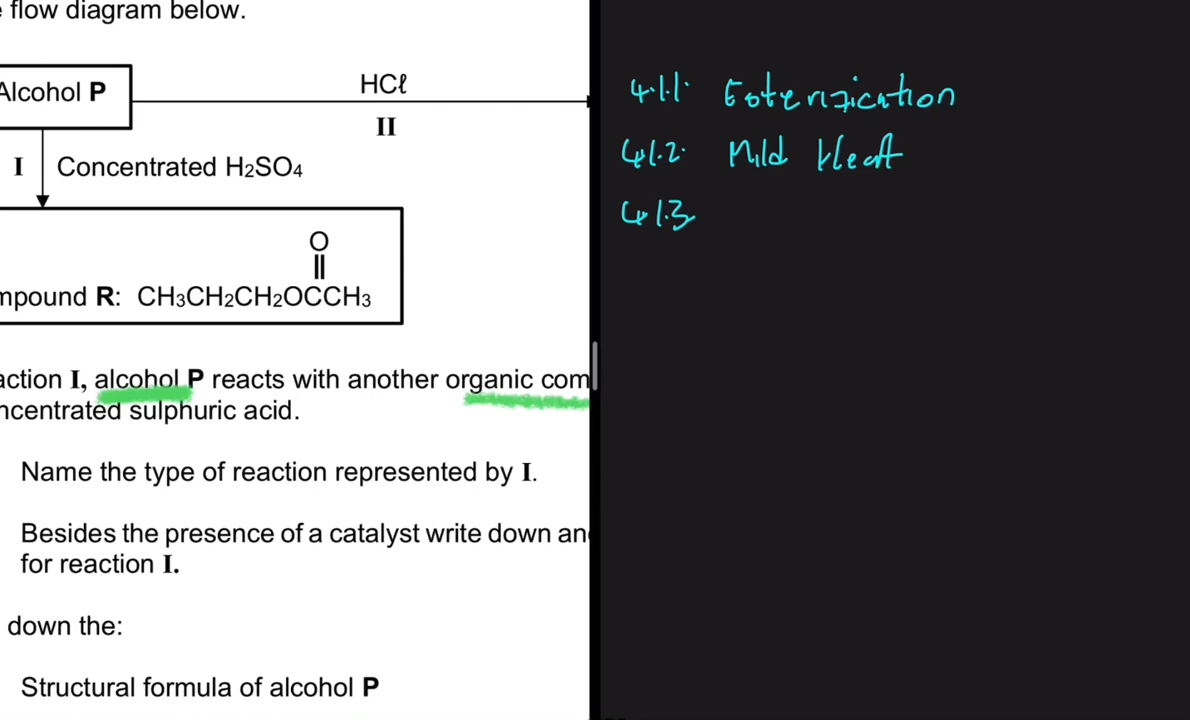 flow diagram below.
Alcohol P
HCℓ
II
I
Concentrated H₂SO₄
O
mpound R: CH₃CH₂CH₂OCCH₃
action I, alcohol P reacts with another organic com
ncentrated sulphuric acid.
Name the type of reaction represented by I.
Besides the presence of a catalyst write down an
for reaction I.
down the:
Structural formula of alcohol P
4.1.1. Esterification
4.1.2. Mild Heat
4.1.3